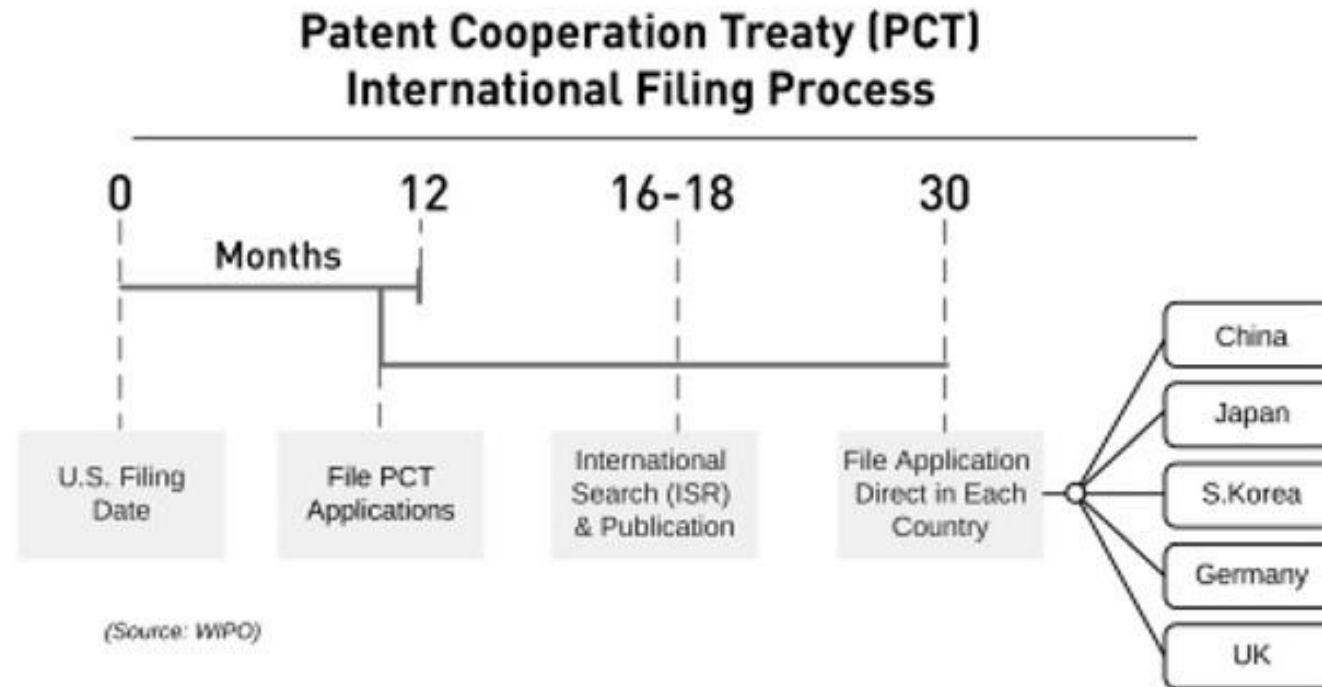 Patent Cooperation Treaty (PCT)
International Filing Process
0
12
16-18
30
Months
U.S. Filing
Date
File PCT
Applications
International
Search (ISR)
& Publication
File Application
Direct in Each
Country
China
Japan
S.Korea
Germany
UK
(Source: WIPO)